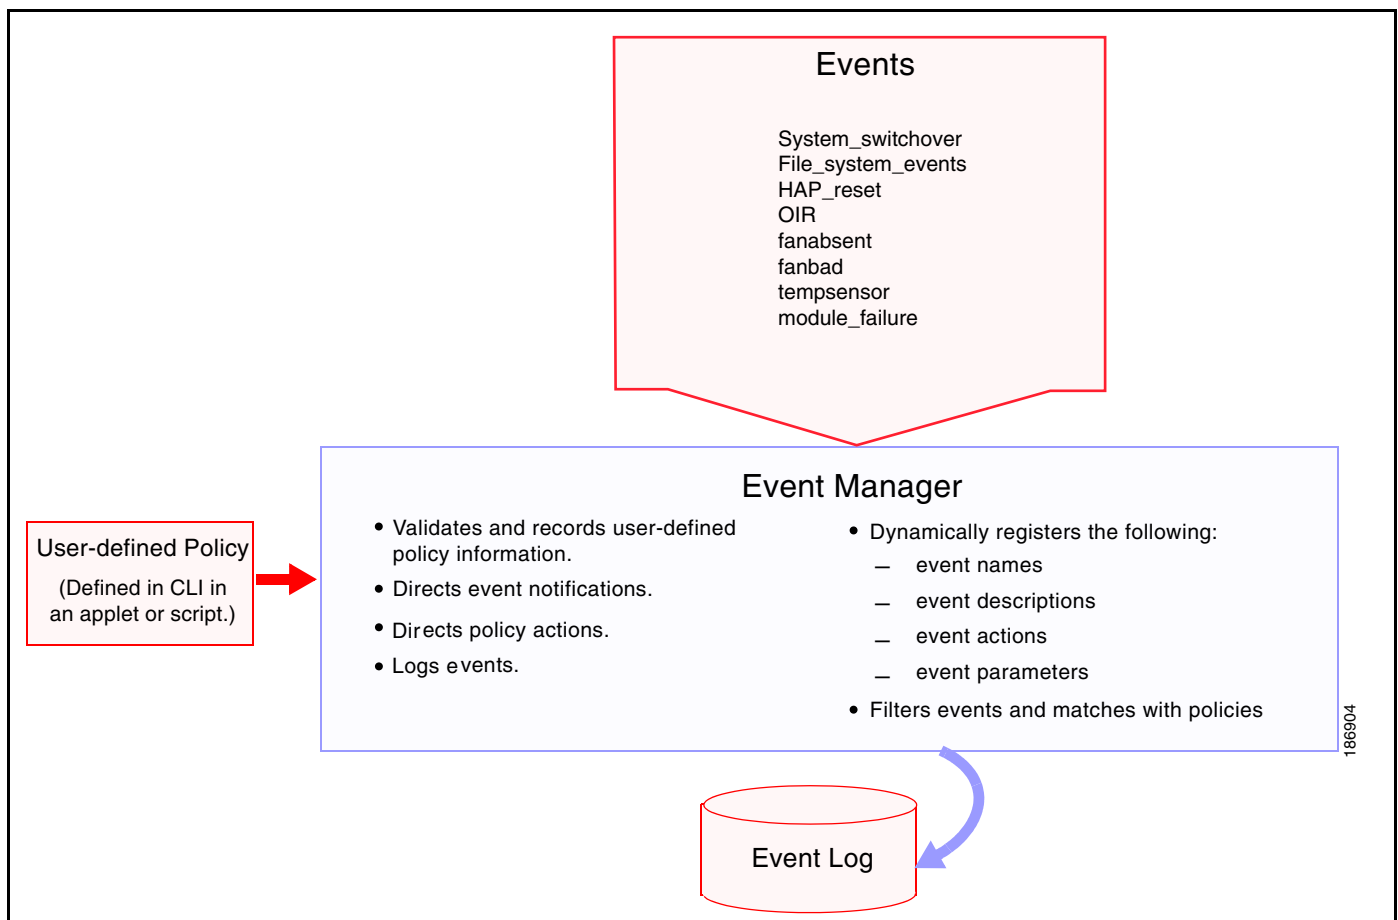 Events
System_switchover
File_system_events
HAP_reset
OIR
fanabsent
fanbad
tempsensor
module_failure
Event Manager
User-defined Policy
(Defined in CLI in
an applet or script.)
• Validates and records user-defined
policy information.
• Directs event notifications.
• Directs policy actions.
• Logs events.
• Dynamically registers the following:
– event names
– event descriptions
– event actions
– event parameters
• Filters events and matches with policies
186904
Event Log